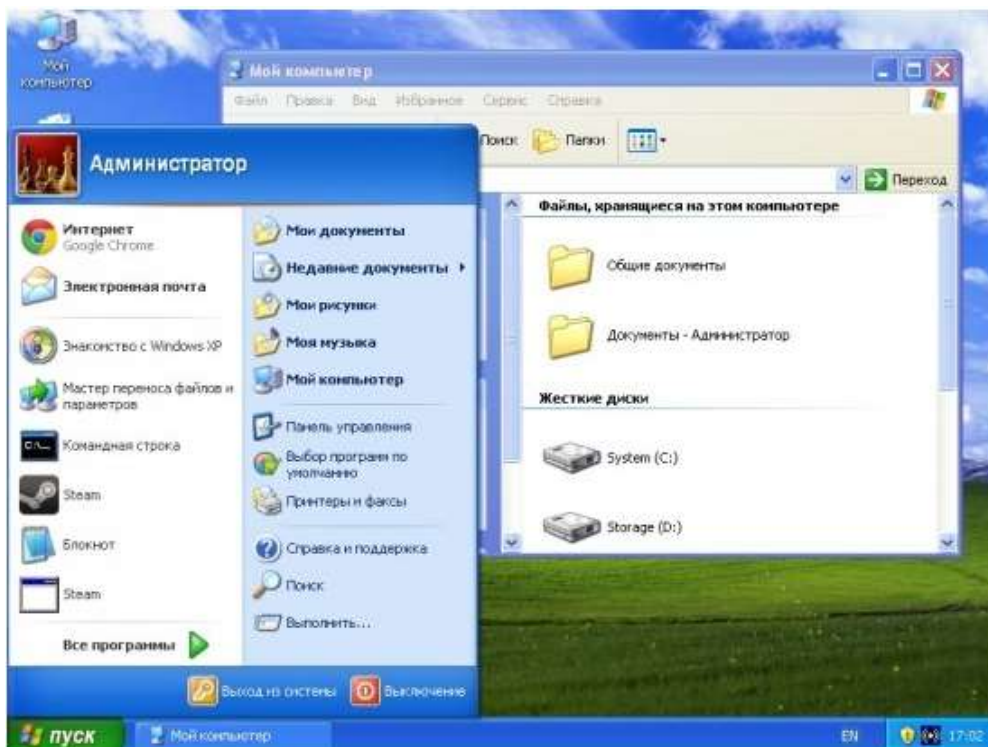 Мой
компьютер
Мой компьютер
Файл Правка Вид Избранное Сервис Справка
Поиск Папки
Переход
Администратор
Интернет
Google Chrome
Электронная почта
Знакомство с Windows XP
Мастер переноса файлов и
параметров
Командная строка
Steam
Блокнот
Steam
Все программы
Мои документы
Недавние документы
Мои рисунки
Моя музыка
Мой компьютер
Панель управления
Выбор программ по
умолчанию
Принтеры и факсы
Справка и поддержка
Поиск
Выполнить...
Выход из системы Выключение
Файлы, хранящиеся на этом компьютере
Общие документы
Документы - Администратор
Жесткие диски
System (C:)
Storage (D:)
пуск Мой компьютер EN 17:02